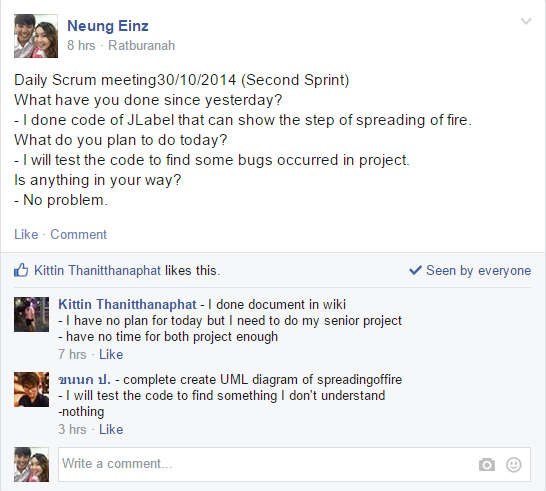 Neung Einz
8 hrs · Ratburanah
Daily Scrum meeting30/10/2014 (Second Sprint)
What have you done since yesterday?
- I done code of JLabel that can show the step of spreading of fire.
What do you plan to do today?
- I will test the code to find some bugs occurred in project.
Is anything in your way?
- No problem.
Like · Comment
Kittin Thanitthanaphat likes this.
Seen by everyone
Kittin Thanitthanaphat - I done document in wiki
- I have no plan for today but I need to do my senior project
- have no time for both project enough
7 hrs · Like
ขนนก ป. - complete create UML diagram of spreadingoffire
- I will test the code to find something I don't understand
-nothing
3 hrs · Like
Write a comment...